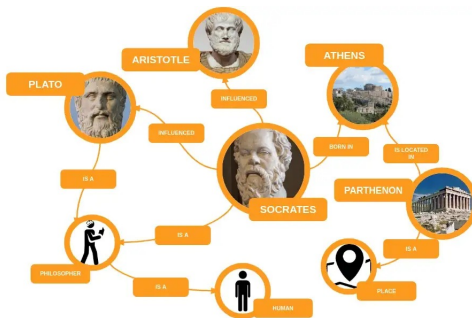 ARISTOTLE
ATHENS
PLATO
INFLUENCED
INFLUENCED
BORN IN
IS LOCATED
IN
IS A
PARTHENON
SOCRATES
IS A
IS A
PHILOSOPHER
IS A
PLACE
HUMAN